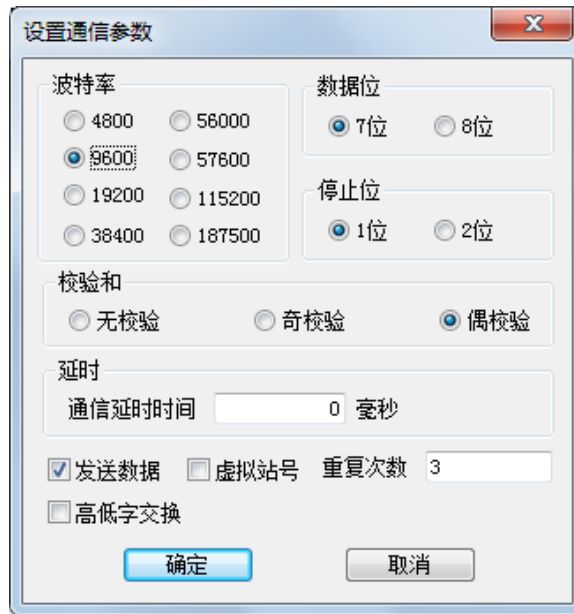 设置通信参数
波特率
4800 56000
9600 57600
19200 115200
38400 187500
数据位
7位 8位
停止位
1位 2位
校验和
无校验 奇校验 偶校验
延时
通信延时时间 0 毫秒
发送数据 虚拟站号 重复次数 3
高低字交换
确定 取消